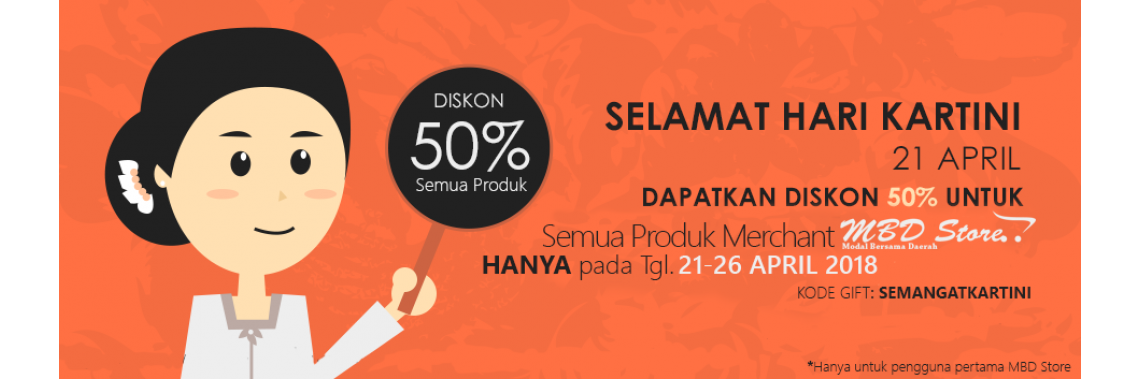 DISKON
50%
Semua Produk
SELAMAT HARI KARTINI
21 APRIL
DAPATKAN DISKON 50% UNTUK
Semua Produk Merchant MBD Store..
Modal Bersama Daerah
HANYA pada Tgl. 21-26 APRIL 2018
KODE GIFT: SEMANGATKARTINI
*Hanya untuk pengguna pertama MBD Store